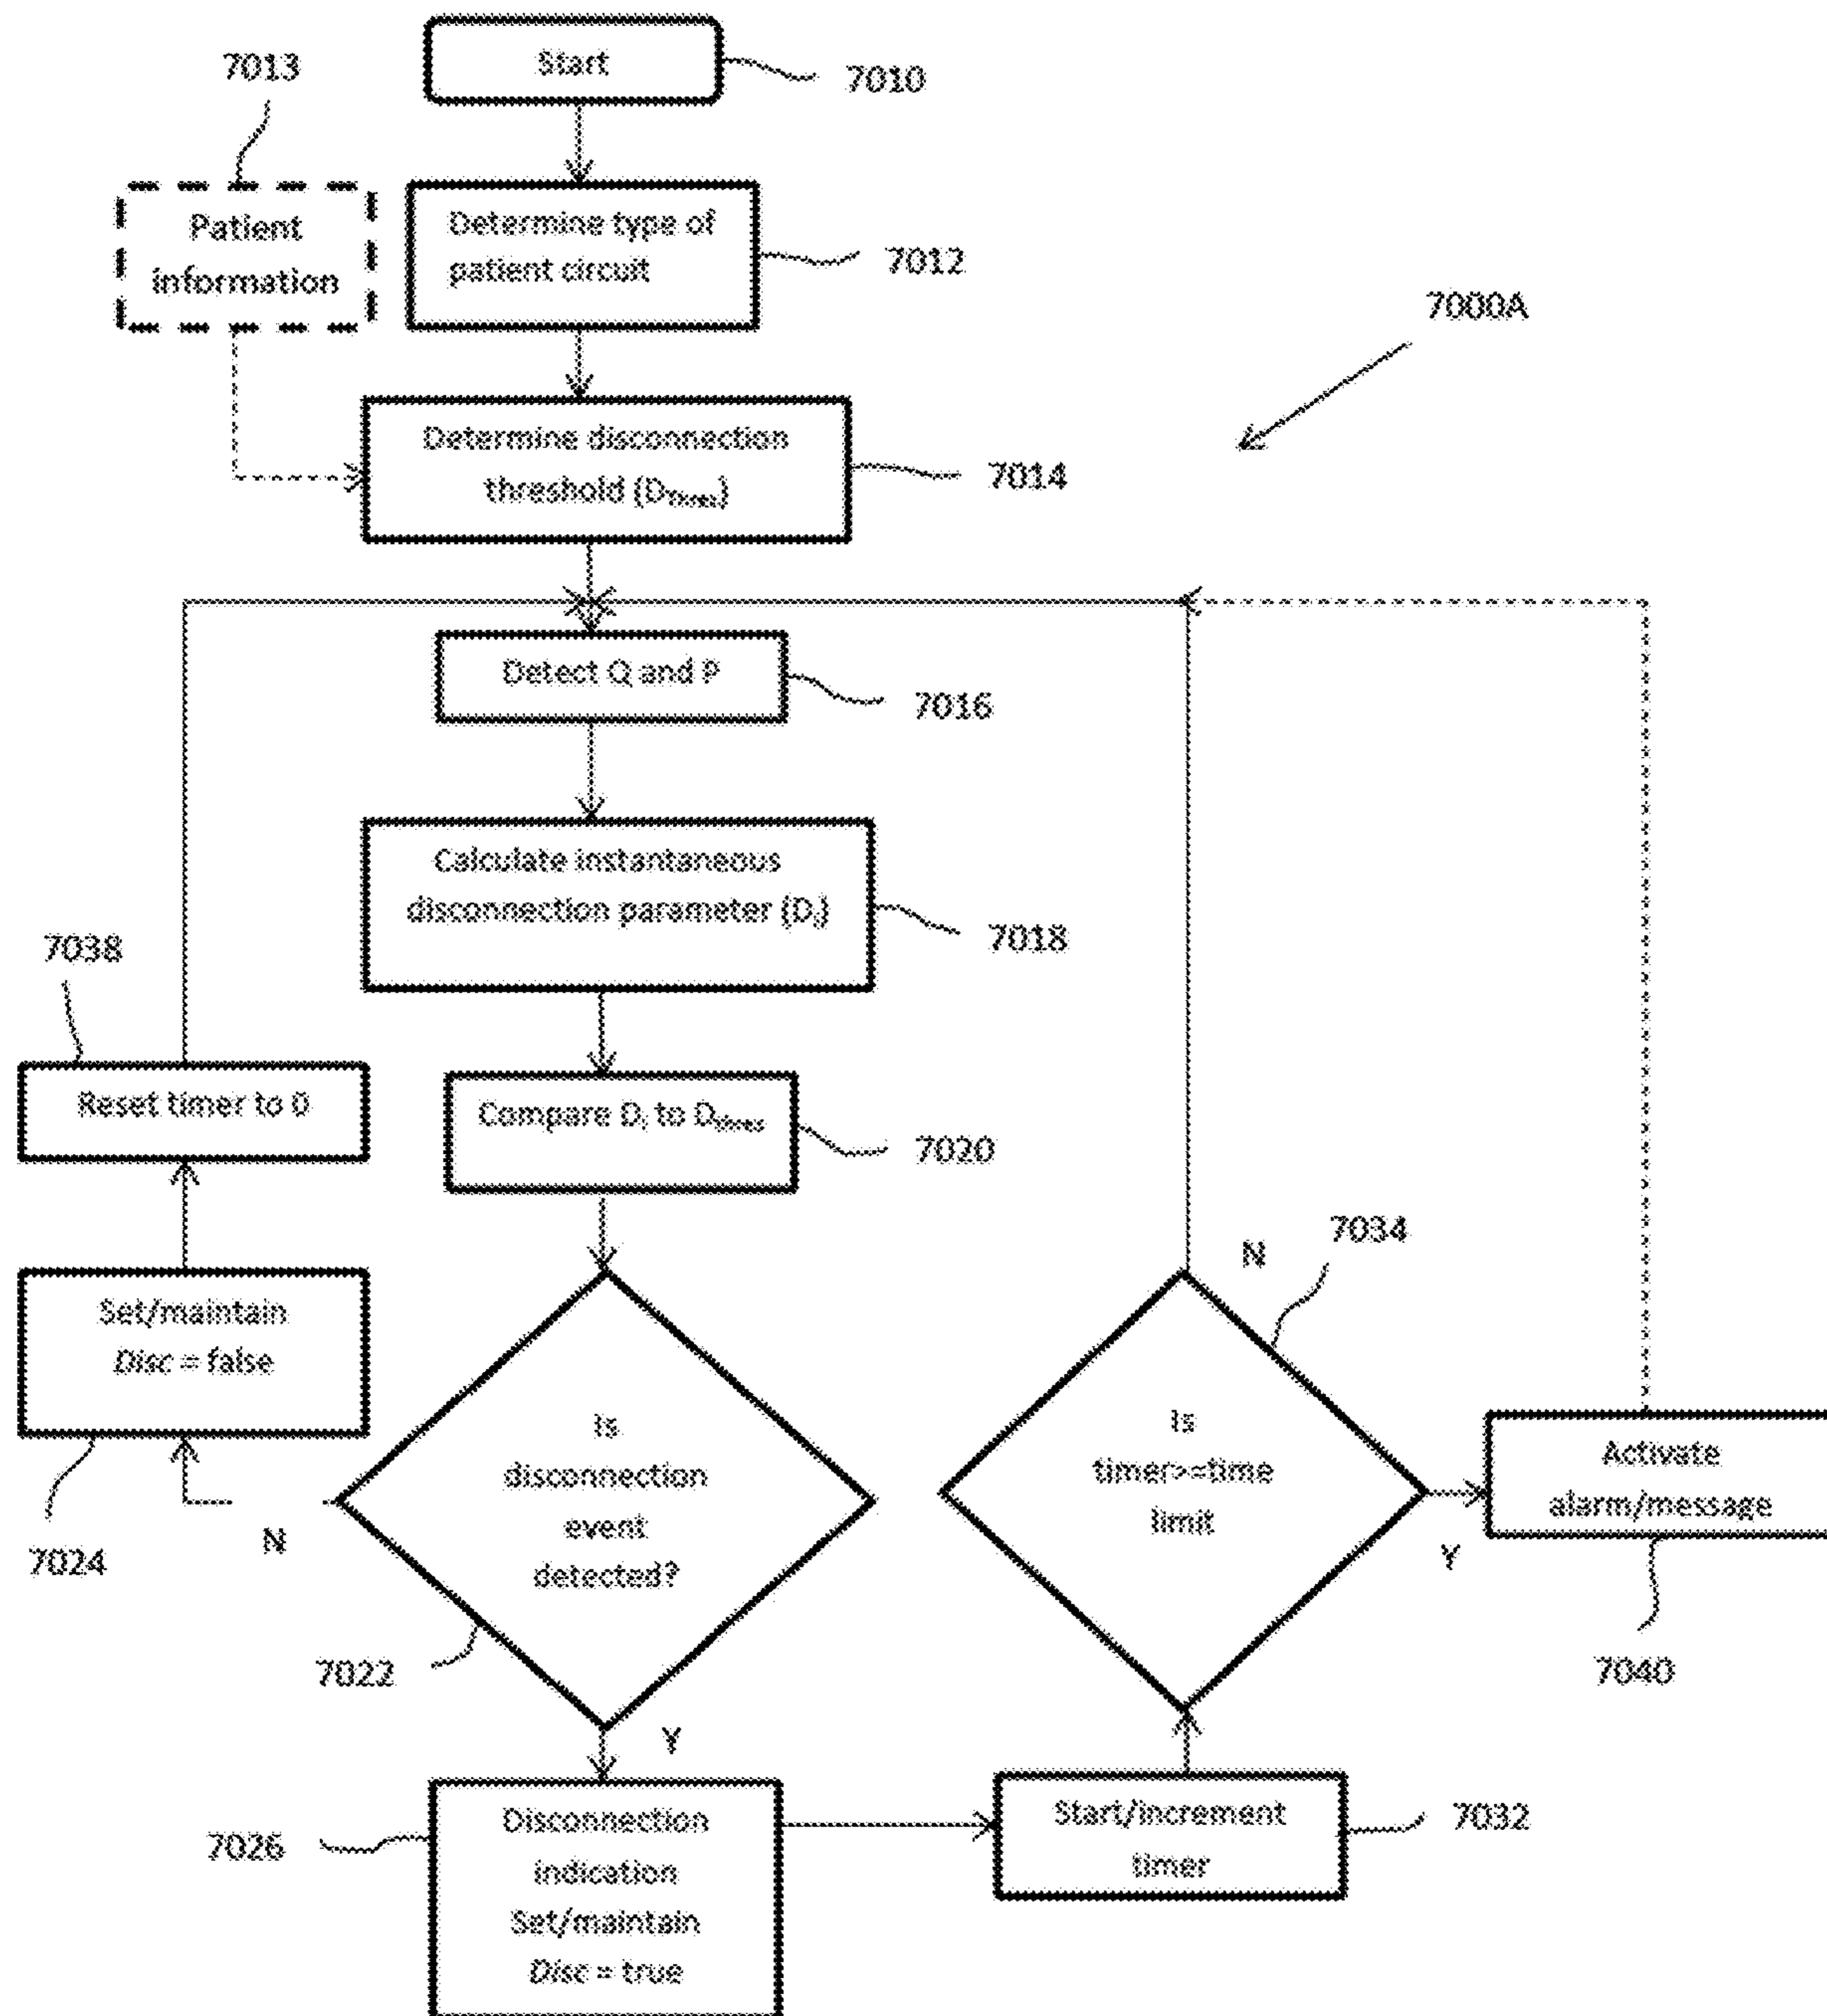 Start
7010
7013
Patient
information
Determine type of
patient circuit
7012
7000A
Determine disconnection
threshold (DThres)
7014
Detect Q and P
7016
Calculate instantaneous
disconnection parameter (Di)
7018
7038
Reset timer to 0
Compare Di to Dthres
7020
Set/maintain
Disc = false
7024
N
Is
disconnection
event
detected?
7022
Y
N
7034
Is
timer>=time
limit
Y
Activate
alarm/message
7040
7026
Disconnection
indication
Set/maintain
Disc = true
Start/increment
timer
7032